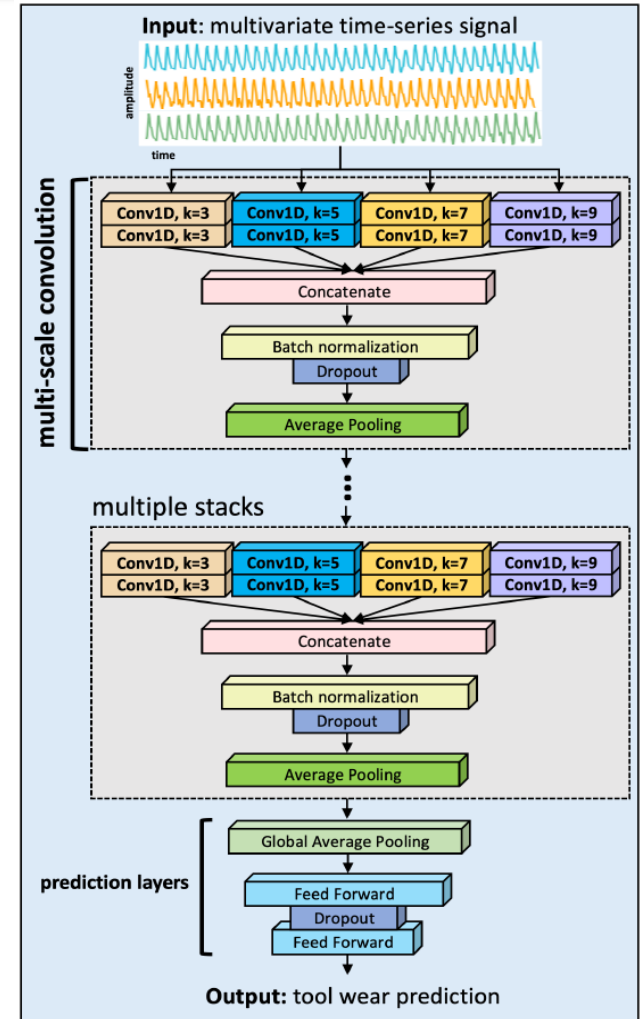 Input: multivariate time-series signal
amplitude
time
multi-scale convolution
Conv1D, k=3 Conv1D, k=5 Conv1D, k=7 Conv1D, k=9
Conv1D, k=3 Conv1D, k=5 Conv1D, k=7 Conv1D, k=9
Concatenate
Batch normalization
Dropout
Average Pooling
multiple stacks
Conv1D, k=3 Conv1D, k=5 Conv1D, k=7 Conv1D, k=9
Conv1D, k=3 Conv1D, k=5 Conv1D, k=7 Conv1D, k=9
Concatenate
Batch normalization
Dropout
Average Pooling
prediction layers
Global Average Pooling
Feed Forward
Dropout
Feed Forward
Output: tool wear prediction